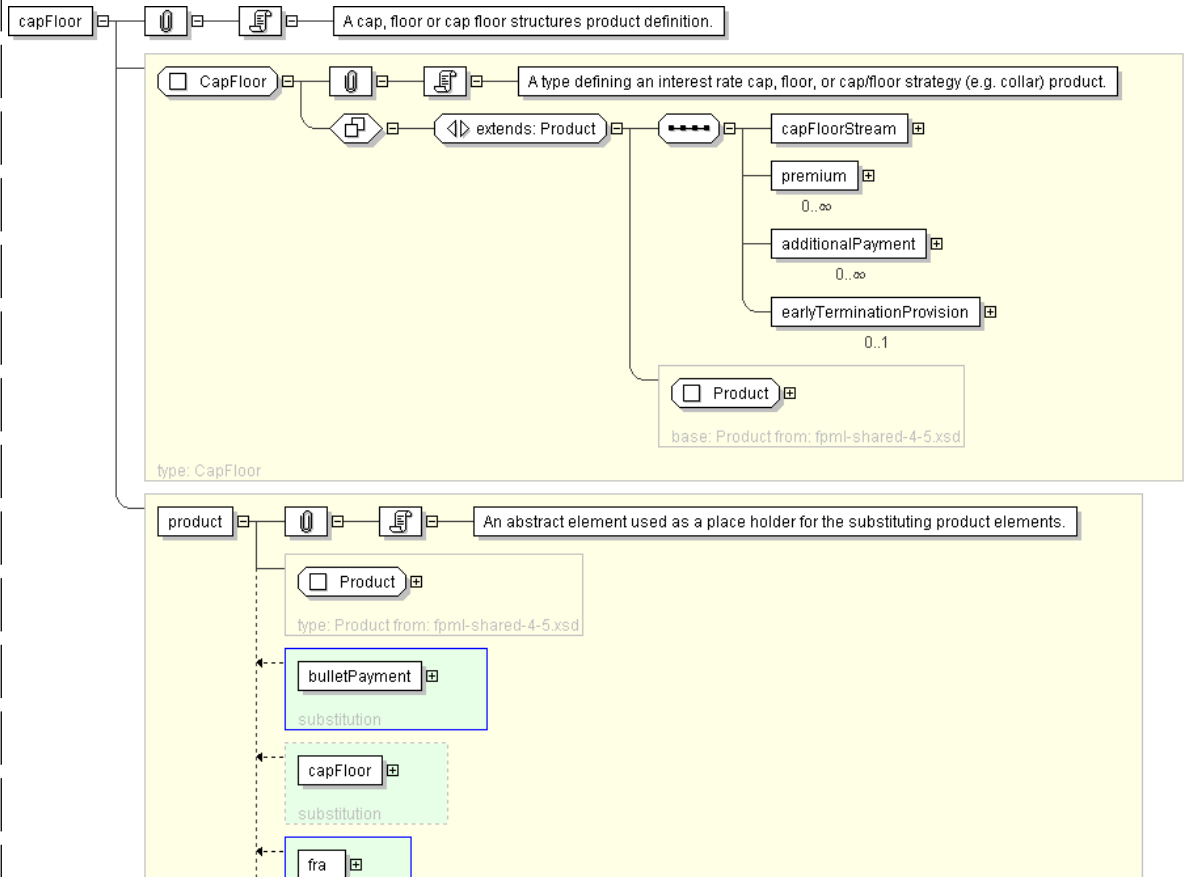 capFloor
A cap, floor or cap floor structures product definition.
CapFloor
A type defining an interest rate cap, floor, or cap/floor strategy (e.g. collar) product.
extends: Product
capFloorStream
premium
0..∞
additionalPayment
0..∞
earlyTerminationProvision
0..1
Product
base: Product from: fpml-shared-4-5.xsd
type: CapFloor
product
An abstract element used as a place holder for the substituting product elements.
Product
type: Product from: fpml-shared-4-5.xsd
bulletPayment
substitution
capFloor
substitution
fra